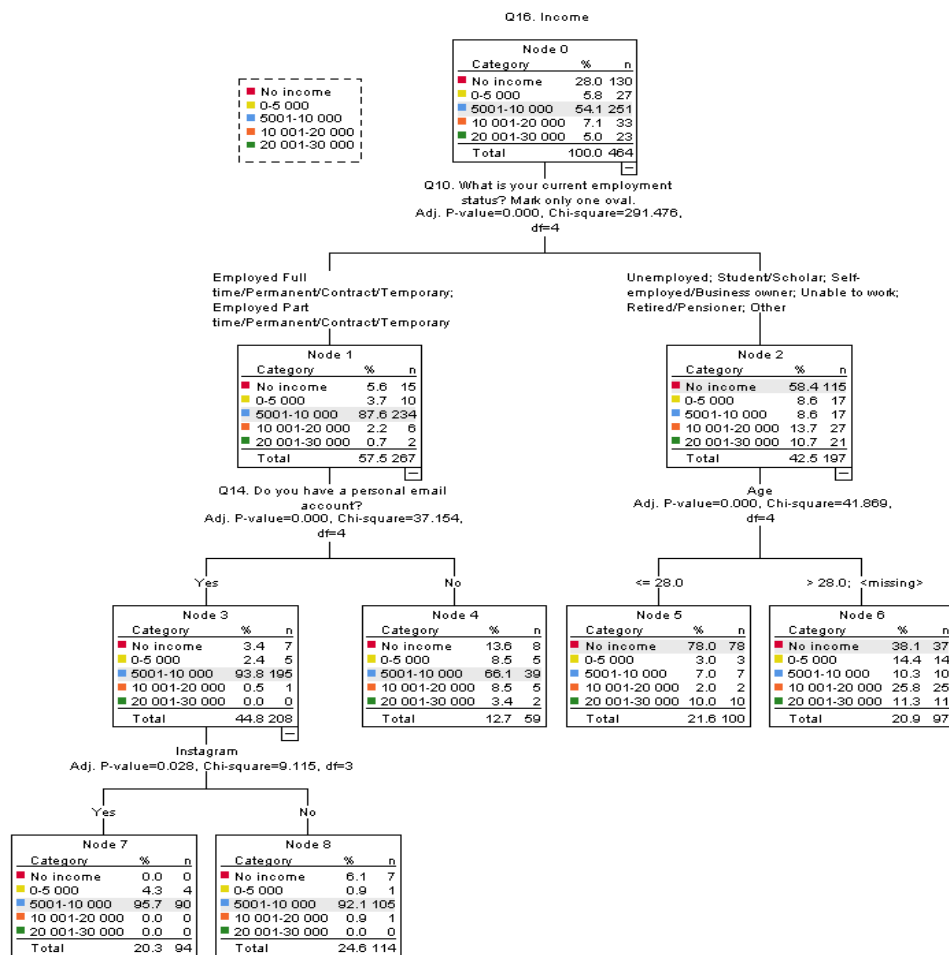 Q16. Income
Node 0
Category % n
No income 28.0 130
0-5 000 5.8 27
5001-10 000 54.1 251
10 001-20 000 7.1 33
20 001-30 000 5.0 23
Total 100.0 464
No income
0-5 000
5001-10 000
10 001-20 000
20 001-30 000
Q10. What is your current employment
status? Mark only one oval.
Adj. P-value=0.000, Chi-square=291.476,
df=4
Employed Full
time/Permanent/Contract/Temporary;
Employed Part
time/Permanent/Contract/Temporary
Unemployed; Student/Scholar; Self-
employed/Business owner; Unable to work;
Retired/Pensioner; Other
Node 1
Category % n
No income 5.6 15
0-5 000 3.7 10
5001-10 000 87.6 234
10 001-20 000 2.2 6
20 001-30 000 0.7 2
Total 57.5 267
Node 2
Category % n
No income 58.4 115
0-5 000 8.6 17
5001-10 000 8.6 17
10 001-20 000 13.7 27
20 001-30 000 10.7 21
Total 42.5 197
Q14. Do you have a personal email
account?
Adj. P-value=0.000, Chi-square=37.154,
df=4
Age
Adj. P-value=0.000, Chi-square=41.869,
df=4
Yes
No
<= 28.0
> 28.0; <missing>
Node 3
Category % n
No income 3.4 7
0-5 000 2.4 5
5001-10 000 93.8 195
10 001-20 000 0.5 1
20 001-30 000 0.0 0
Total 44.8 208
Node 4
Category % n
No income 13.6 8
0-5 000 8.5 5
5001-10 000 66.1 39
10 001-20 000 8.5 5
20 001-30 000 3.4 2
Total 12.7 59
Node 5
Category % n
No income 78.0 78
0-5 000 3.0 3
5001-10 000 7.0 7
10 001-20 000 2.0 2
20 001-30 000 10.0 10
Total 21.6 100
Node 6
Category % n
No income 38.1 37
0-5 000 14.4 14
5001-10 000 10.3 10
10 001-20 000 25.8 25
20 001-30 000 11.3 11
Total 20.9 97
Instagram
Adj. P-value=0.028, Chi-square=9.115, df=3
Yes
No
Node 7
Category % n
No income 0.0 0
0-5 000 4.3 4
5001-10 000 95.7 90
10 001-20 000 0.0 0
20 001-30 000 0.0 0
Total 20.3 94
Node 8
Category % n
No income 6.1 7
0-5 000 0.9 1
5001-10 000 92.1 105
10 001-20 000 0.9 1
20 001-30 000 0.0 0
Total 24.6 114